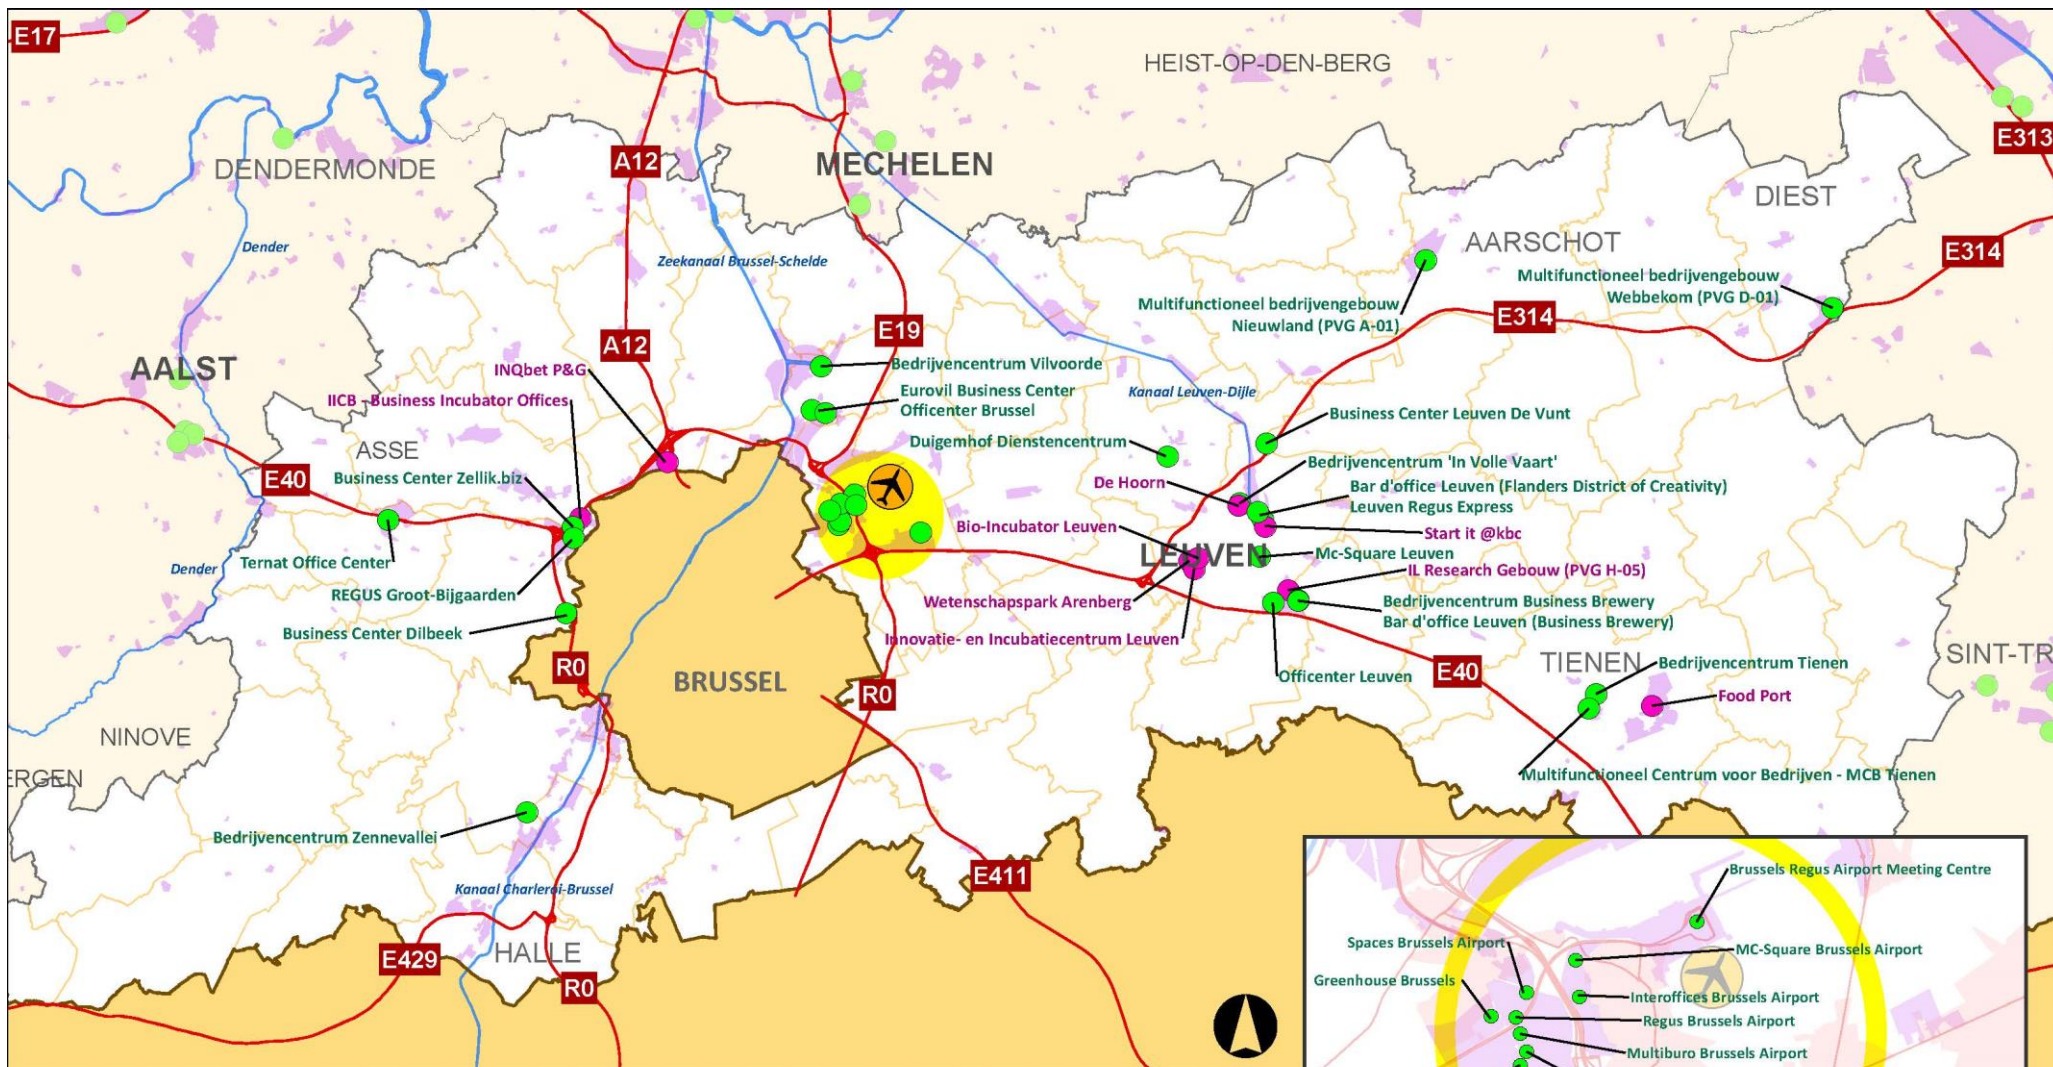 E17
HEIST-OP-DEN-BERG
E313
A12
MECHELEN
DENDERMONDE
DIEST
Dender
Zeekanaal Brussel-Schelde
AARSCHOT
E314
Multifunctioneel bedrijvengebouw
Webbekom (PVG D-01)
Multifunctioneel bedrijvengebouw
Nieuwland (PVG A-01)
E314
E19
A12
AALST
INQbet P&G
Bedrijvencentrum Vilvoorde
IICB - Business Incubator Offices
Eurovil Business Center
Officenter Brussel
Kanaal Leuven-Dijle
Business Center Leuven De Vunt
ASSE
Duigemhof Dienstencentrum
Bedrijvencentrum 'In Volle Vaart'
E40
Business Center Zellik.biz
De Hoorn
Bar d'office Leuven (Flanders District of Creativity)
Leuven Regus Express
Bio-Incubator Leuven
Start it @kbc
Ternat Office Center
LEUVEN
Mc-Square Leuven
Dender
IL Research Gebouw (PVG H-05)
REGUS Groot-Bijgaarden
Wetenschapspark Arenberg
Bedrijvencentrum Business Brewery
Bar d'office Leuven (Business Brewery)
Business Center Dilbeek
Innovatie- en Incubatiecentrum Leuven
R0
BRUSSEL
R0
Officenter Leuven
E40
TIENEN
Bedrijvencentrum Tienen
SINT-TR
Food Port
NINOVE
ERGEN
Multifunctioneel Centrum voor Bedrijven - MCB Tienen
Bedrijvencentrum Zennevallei
Kanaal Charleroi-Brussel
E411
Brussels Regus Airport Meeting Centre
HALLE
E429
R0
Spaces Brussels Airport
MC-Square Brussels Airport
Greenhouse Brussels
Interoffices Brussels Airport
Regus Brussels Airport
Multiburo Brussels Airport